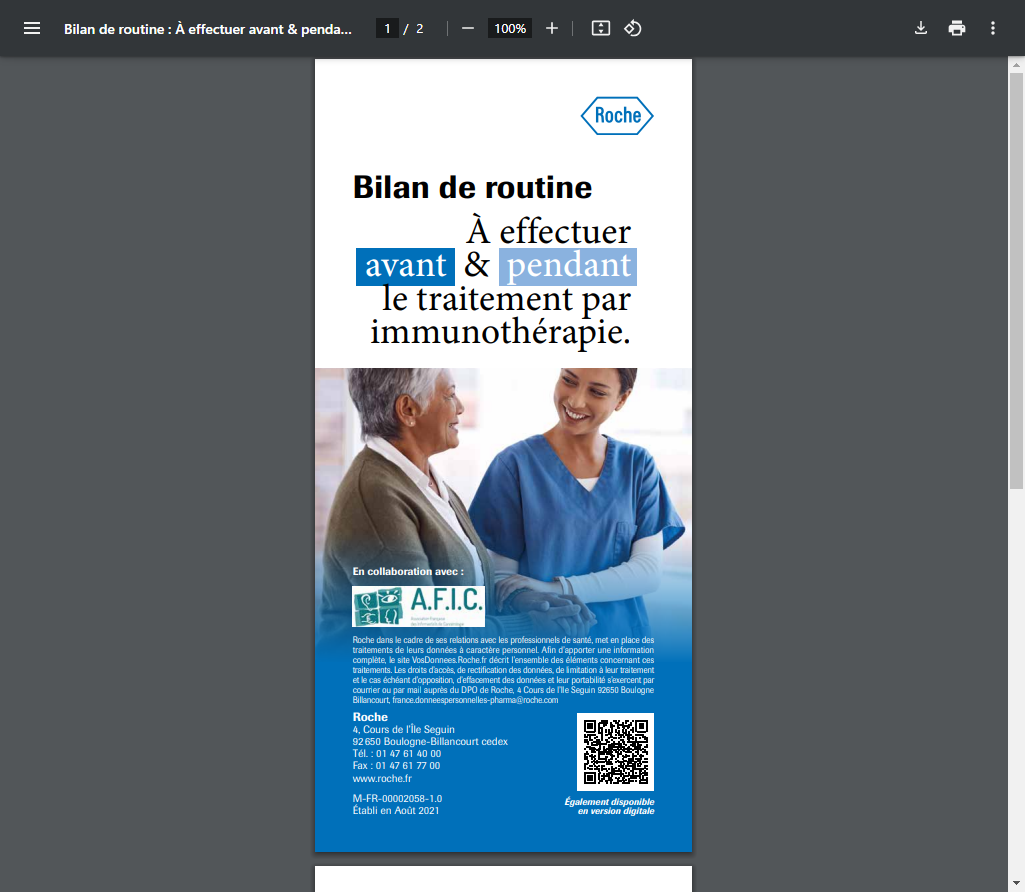 Bilan de routine : À effectuer avant & penda...
1 / 2
100%
Roche
Bilan de routine
À effectuer
avant & pendant
le traitement par
immunothérapie.
En collaboration avec :
A.F.I.C.
Roche dans le cadre de ses relations avec les professionnels de santé, met en place des
traitements de leurs données à caractère personnel. Afin d'apporter une information
complète, le site VosDonnees.Roche.fr décrit l'ensemble des éléments concernant ces
traitements. Les droits d'accès, de rectification des données, de limitation à leur traitement
et le cas échéant d'opposition, d'effacement des données et leur portabilité s'exercent par
courrier ou par mail auprès du DPO de Roche, 4 Cours de l'Ile Seguin 92650 Boulogne
Billancourt, france.donneespersonnelles-pharma@roche.com
Roche
4, Cours de l'Île Seguin
92650 Boulogne-Billancourt cedex
Tél. : 01 47 61 40 00
Fax : 01 47 61 77 00
www.roche.fr
M-FR-00002058-1.0
Établi en Août 2021
Également disponible
en version digitale